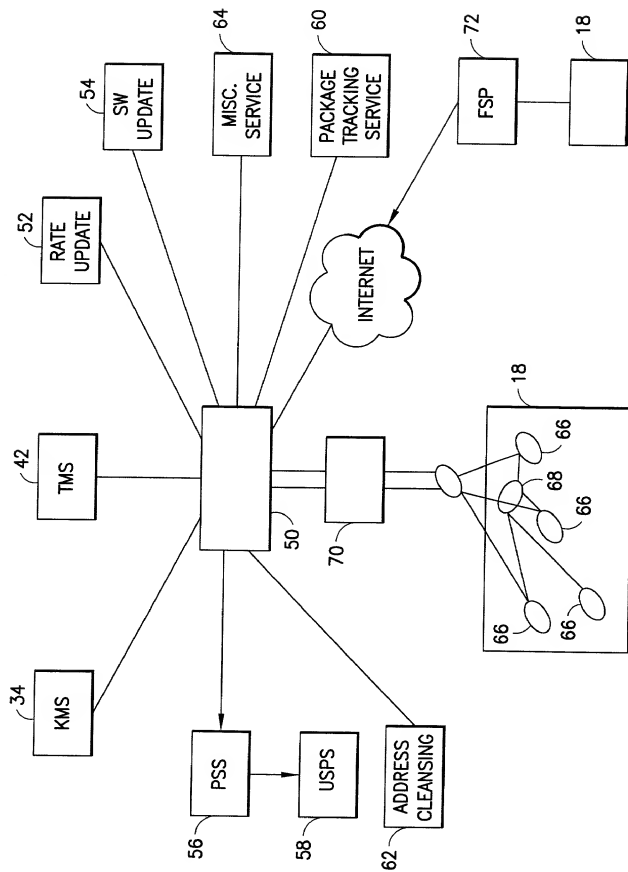 34
KMS
42
TMS
52
RATE
UPDATE
54
SW
UPDATE
64
MISC.
SERVICE
60
PACKAGE
TRACKING
SERVICE
INTERNET
72
FSP
18
50
70
56
PSS
58
USPS
62
ADDRESS
CLEANSING
18
66
68
66
66
66